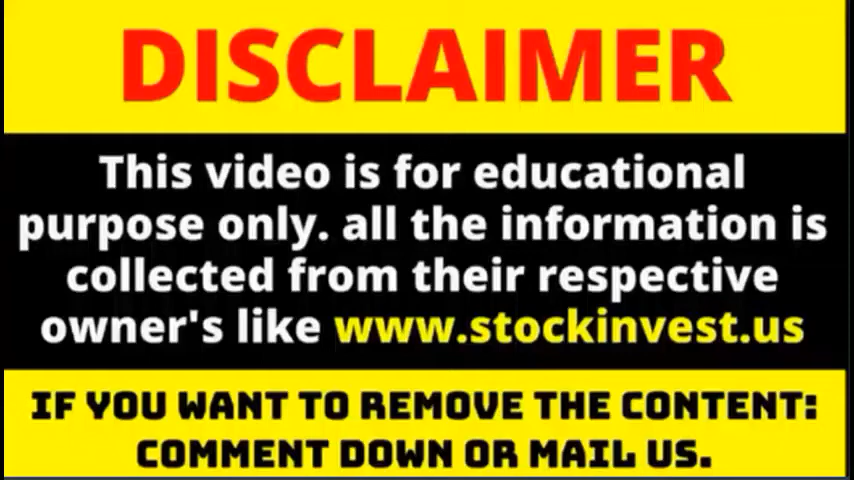 DISCLAIMER
This video is for educational
purpose only. all the information is
collected from their respective
owner's like www.stockinvest.us
IF YOU WANT TO REMOVE THE CONTENT:
COMMENT DOWN OR MAIL US.